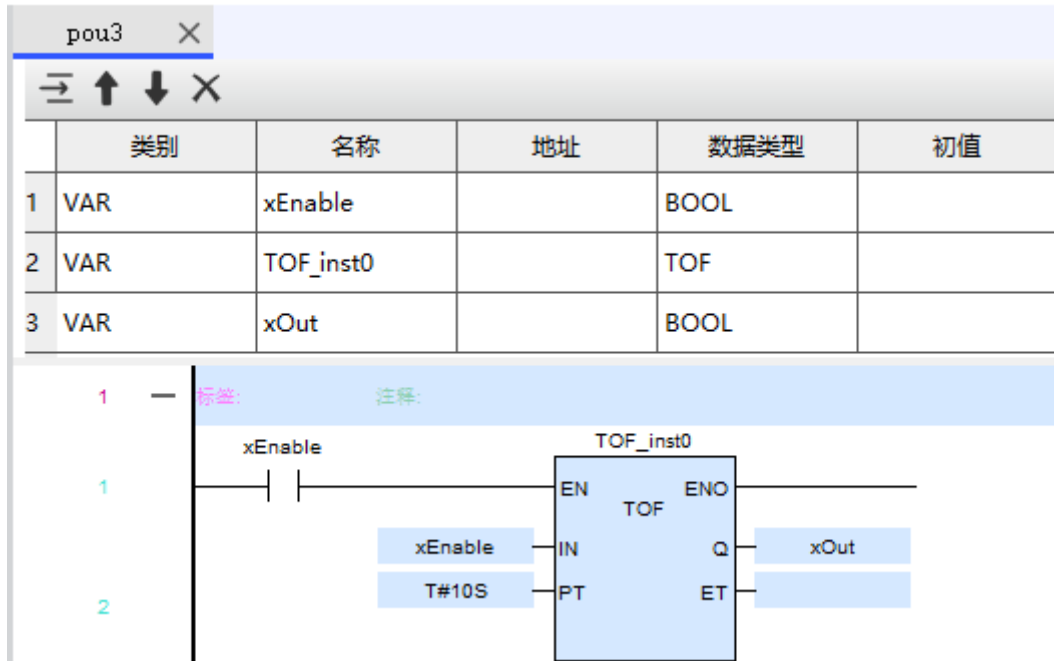 pou3
类别 名称 地址 数据类型 初值
1 VAR xEnable BOOL
2 VAR TOF_inst0 TOF
3 VAR xOut BOOL
1 标签: 注释:
xEnable TOF_inst0
1 EN ENO
TOF
xEnable IN Q xOut
T#10S PT ET
2